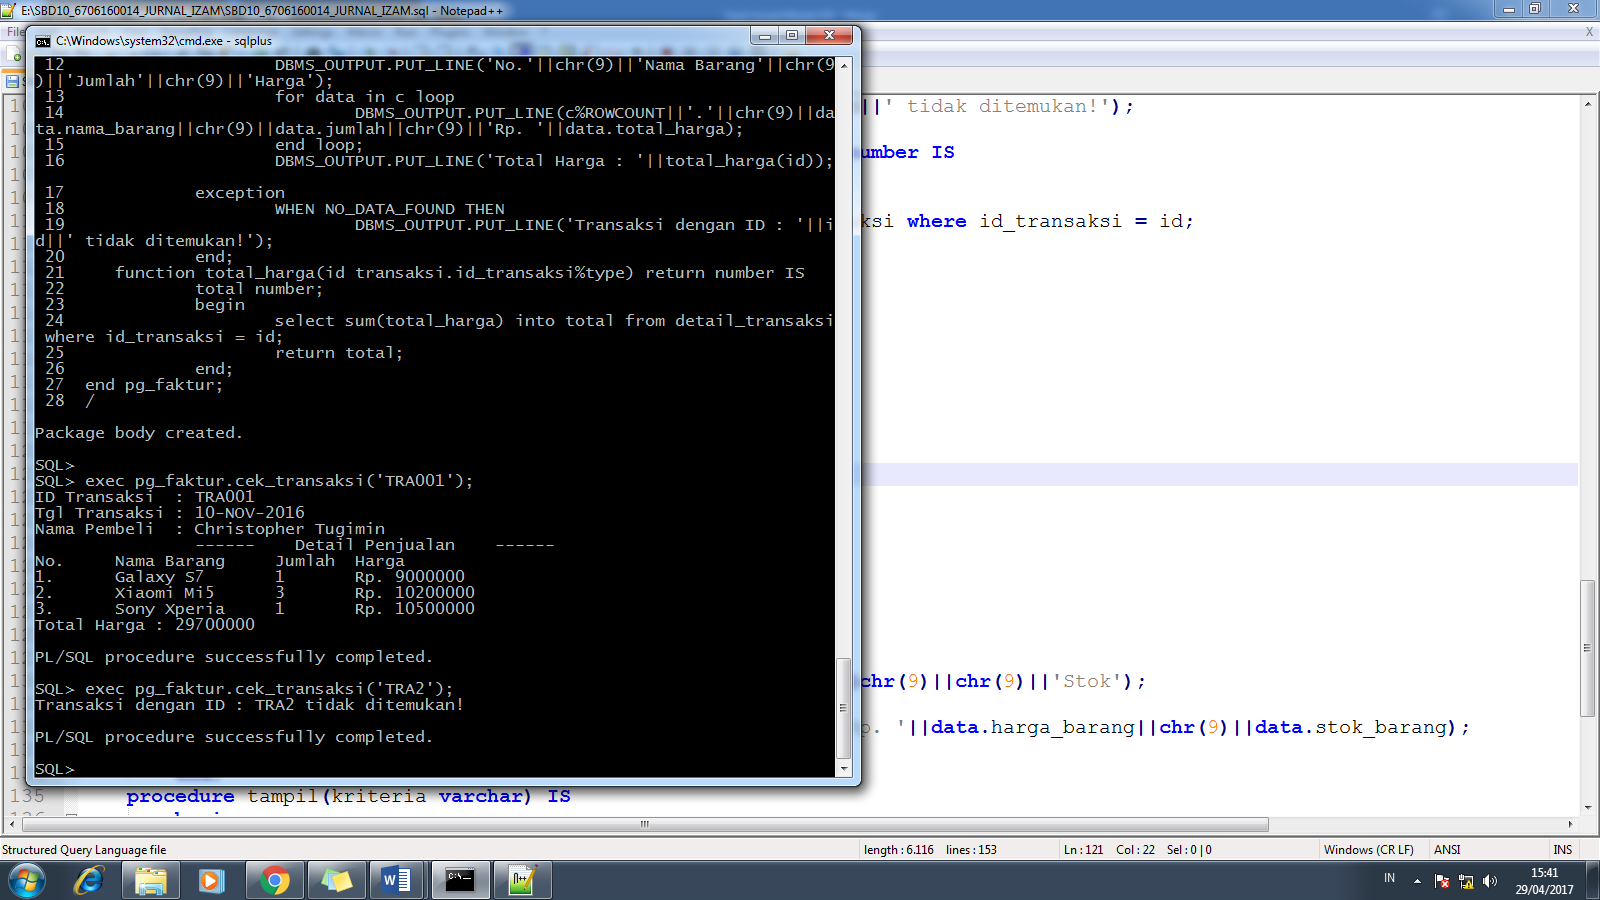 E:\SBD10_6706160014_JURNAL_IZAM\SBD10_6706160014_JURNAL_IZAM.sql - Notepad++
File
X
C:\Windows\system32\cmd.exe - sqlplus
12 DBMS_OUTPUT.PUT_LINE('No.'||chr(9)||'Nama Barang'||chr(9
)||'Jumlah'||chr(9)||'Harga');
13 for data in c loop
14 DBMS_OUTPUT.PUT_LINE(c%ROWCOUNT||'.'||chr(9)||da
ta.nama_barang||chr(9)||data.jumlah||chr(9)||'Rp. '||data.total_harga);
15 end loop;
16 DBMS_OUTPUT.PUT_LINE('Total Harga : '||total_harga(id));
17 exception
18 WHEN NO_DATA_FOUND THEN
19 DBMS_OUTPUT.PUT_LINE('Transaksi dengan ID : '||i
d||' tidak ditemukan!');
20 end;
21 function total_harga(id transaksi.id_transaksi%type) return number IS
22 total number;
23 begin
24 select sum(total_harga) into total from detail_transaksi
where id_transaksi = id;
25 return total;
26 end;
27 end pg_faktur;
28 /
Package body created.
SQL>
SQL> exec pg_faktur.cek_transaksi('TRA001');
ID Transaksi : TRA001
Tgl Transaksi : 10-NOV-2016
Nama Pembeli : Christopher Tugimin
------ Detail Penjualan ------
No. Nama Barang Jumlah Harga
1. Galaxy S7 1 Rp. 9000000
2. Xiaomi Mi5 3 Rp. 10200000
3. Sony Xperia 1 Rp. 10500000
Total Harga : 29700000
PL/SQL procedure successfully completed.
SQL> exec pg_faktur.cek_transaksi('TRA2');
Transaksi dengan ID : TRA2 tidak ditemukan!
PL/SQL procedure successfully completed.
SQL>
||' tidak ditemukan!');
umber IS
ksi where id_transaksi = id;
chr(9)||chr(9)||'Stok');
. '||data.harga_barang||chr(9)||data.stok_barang);
135 procedure tampil(kriteria varchar) IS
Structured Query Language file length : 6.116 lines : 153 Ln : 121 Col : 22 Sel : 0 | 0 Windows (CR LF) ANSI INS
IN
15:41
29/04/2017